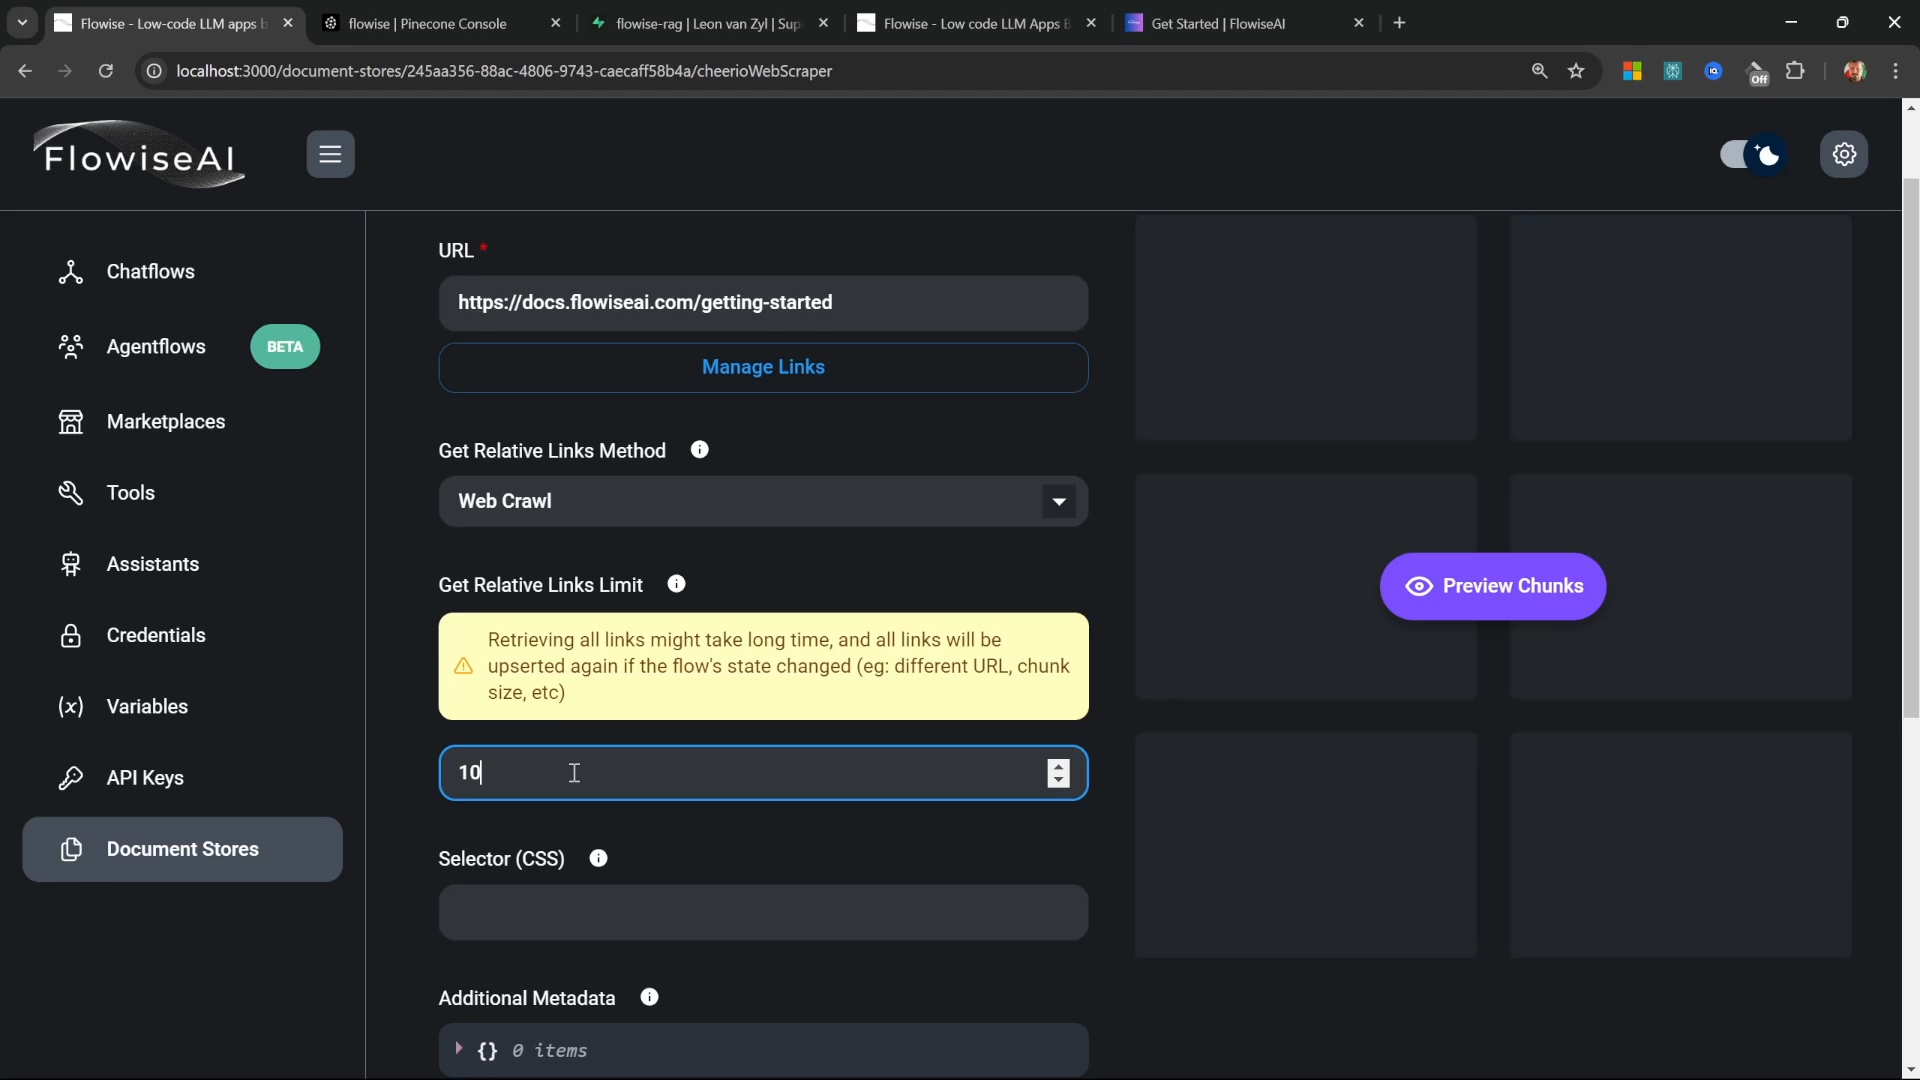 Flowise - Low-code LLM apps b
flowise | Pinecone Console
flowise-rag | Leon van Zyl | Sup
Flowise - Low code LLM Apps B
Get Started | FlowiseAI
localhost:3000/document-stores/245aa356-88ac-4806-9743-caecaff58b4a/cheerioWebScraper
Off
FlowiseAI
Chatflows
Agentflows
BETA
Marketplaces
Tools
Assistants
Credentials
(x) Variables
API Keys
Document Stores
URL *
https://docs.flowiseai.com/getting-started
Manage Links
Get Relative Links Method
Web Crawl
Get Relative Links Limit
Retrieving all links might take long time, and all links will be
upserted again if the flow's state changed (eg: different URL, chunk
size, etc)
10
Selector (CSS)
Additional Metadata
{} 0 items
Preview Chunks